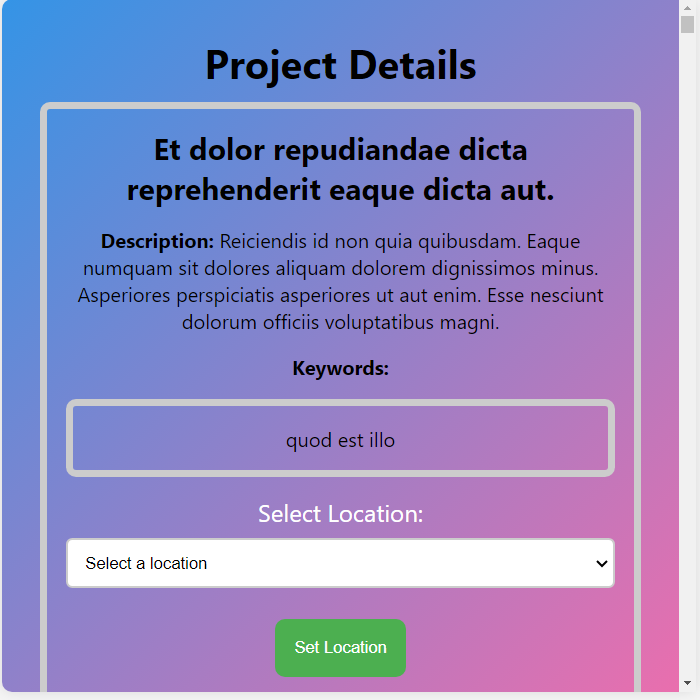 Project Details
Et dolor repudiandae dicta
reprehenderit eaque dicta aut.
Description: Reiciendis id non quia quibusdam. Eaque
numquam sit dolores aliquam dolorem dignissimos minus.
Asperiores perspiciatis asperiores ut aut enim. Esse nesciunt
dolorum officiis voluptatibus magni.
Keywords:
quod est illo
Select Location:
Select a location
Set Location